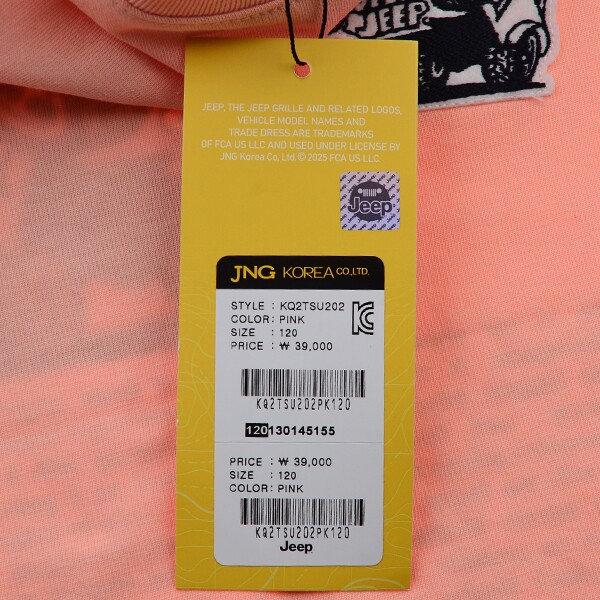 JEEP
JEEP, THE JEEP GRILLE AND RELATED LOGOS,
VEHICLE MODEL NAMES AND
TRADE DRESS ARE TRADEMARKS
OF FCA US LLC AND USED UNDER LICENSE BY
JNG Korea Co, Ltd. © 2025 FCA US LLC.
Jeep
JNG KOREA CO.,LTD.
STYLE : KQ2TSU202
COLOR: PINK
SIZE : 120
PRICE : ₩ 39,000
KQ2TSU202PK120
120130145155
PRICE : ₩ 39,000
SIZE : 120
COLOR: PINK
KQ2TSU202PK120
Jeep